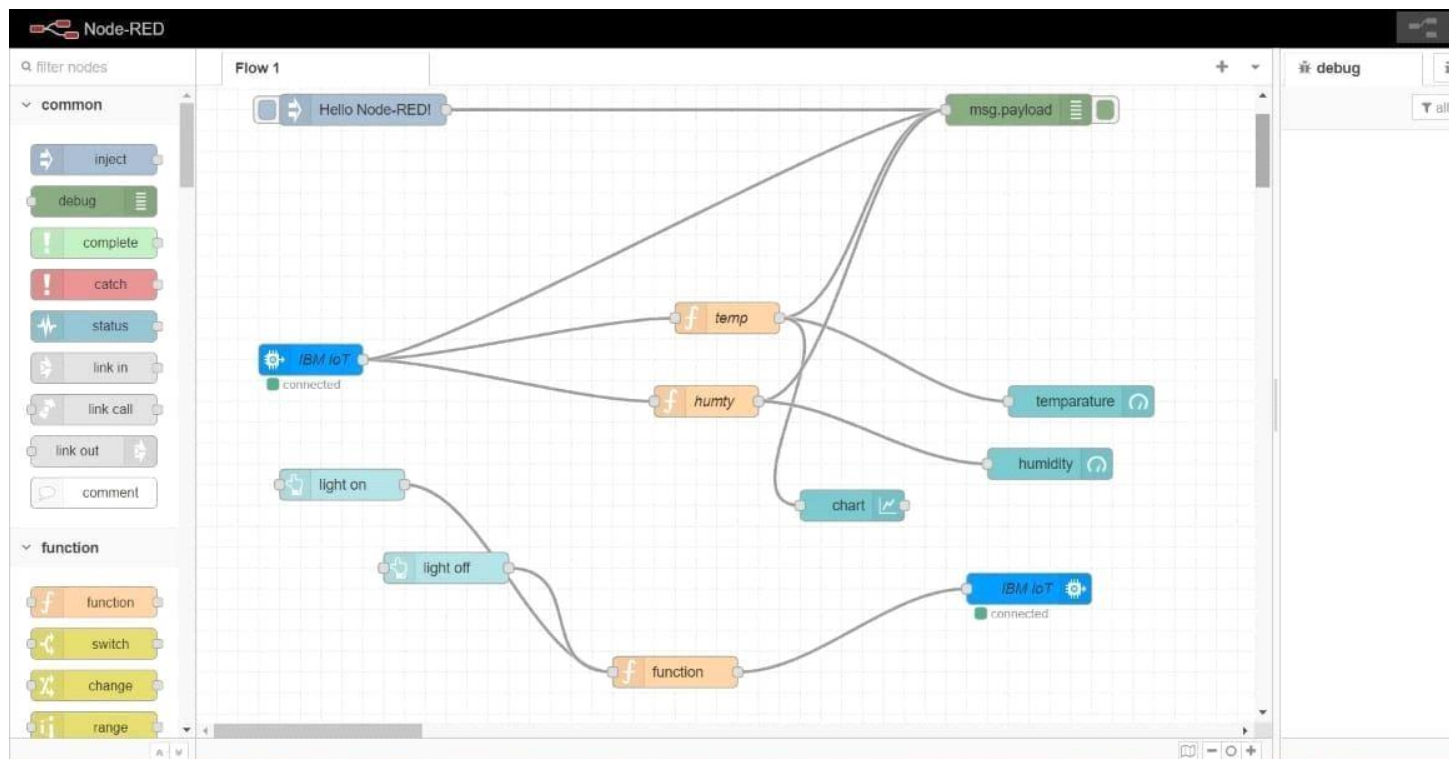 Node-RED
filter nodes
Flow 1
debug
common
all
Hello Node-RED!
msg.payload
inject
debug
complete
catch
status
link in
link call
link out
comment
temp
IBM IoT
connected
humty
temparature
humidity
light on
chart
light off
IBM IoT
connected
function
function
function
switch
change
range